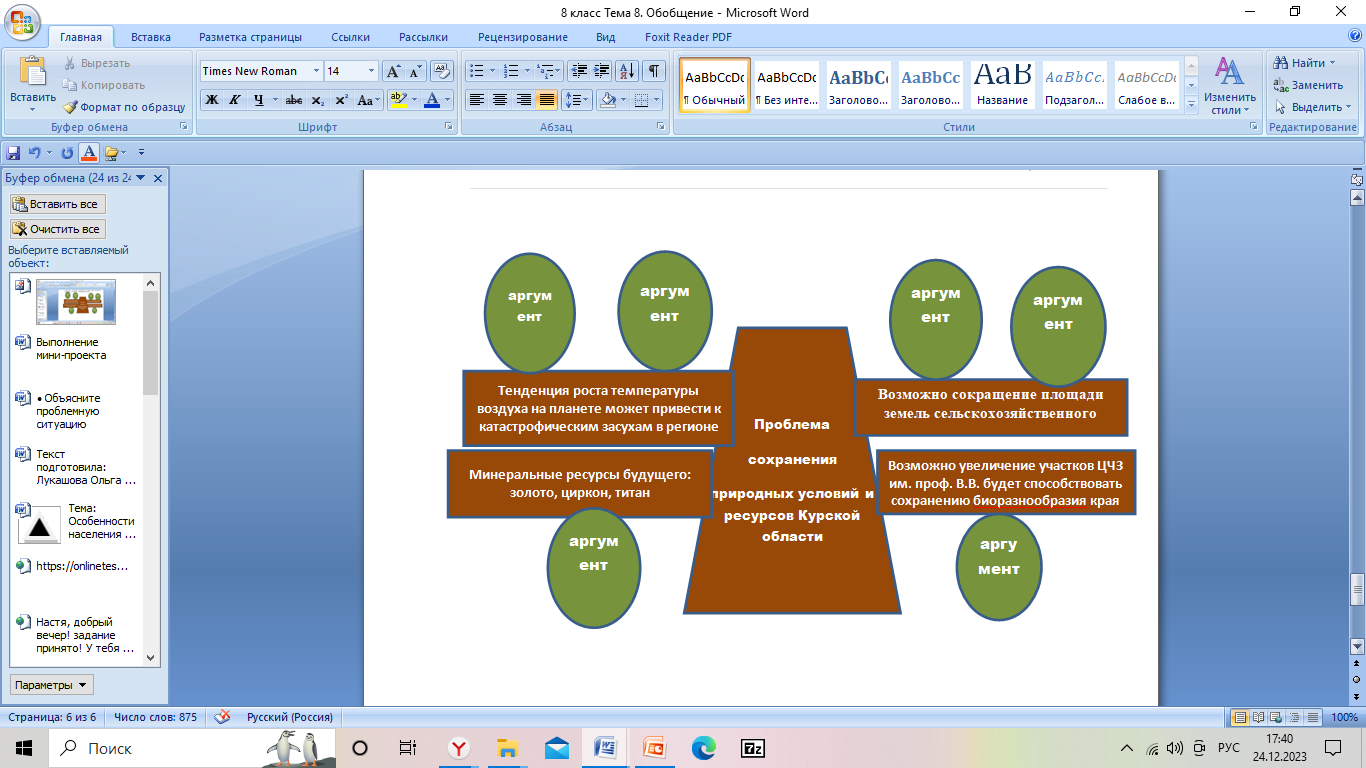 8 класс Тема 8. Обобщение - Microsoft Word
Главная Вставка Разметка страницы Ссылки Рассылки Рецензирование Вид Foxit Reader PDF
Вставить
Вырезать
Копировать
Формат по образцу
Буфер обмена
Times New Roman 14
Ж К Ч abc x₂ x² Aa ab А
Шрифт
Абзац
AaBbCcDc AaBbCcDc AaBbCc AaBbCc AaB AaBbCc. AaBbCcDc
¶ Обычный ¶ Без инте... Заголово... Заголово... Название Подзагол... Слабое в...
Изменить
стили
Стили
Найти
Заменить
Выделить
Редактирование
Буфер обмена (24 из 24
Вставить все
Очистить все
Выберите вставляемый
объект:
Выполнение
мини-проекта
• Объясните
проблемную
ситуацию
Текст
подготовила:
Лукашова Ольга ...
Тема:
Особенности
населения ...
https://onlinetes...
Настя, добрый
вечер! задание
принято! У тебя ...
Параметры
аргум
ент
аргум
ент
аргум
ент
аргум
ент
Тенденция роста температуры
воздуха на планете может привести к
катастрофическим засухам в регионе
Минеральные ресурсы будущего:
золото, циркон, титан
Проблема
сохранения
природных условий и
ресурсов Курской
области
Возможно сокращение площади
земель сельскохозяйственного
Возможно увеличение участков ЦЧЗ
им. проф. В.В. будет способствовать
сохранению биоразнообразия края
аргум
ент
аргу
мент
Страница: 6 из 6 Число слов: 875 Русский (Россия) 100%
Поиск
РУС
17:40
24.12.2023
7z